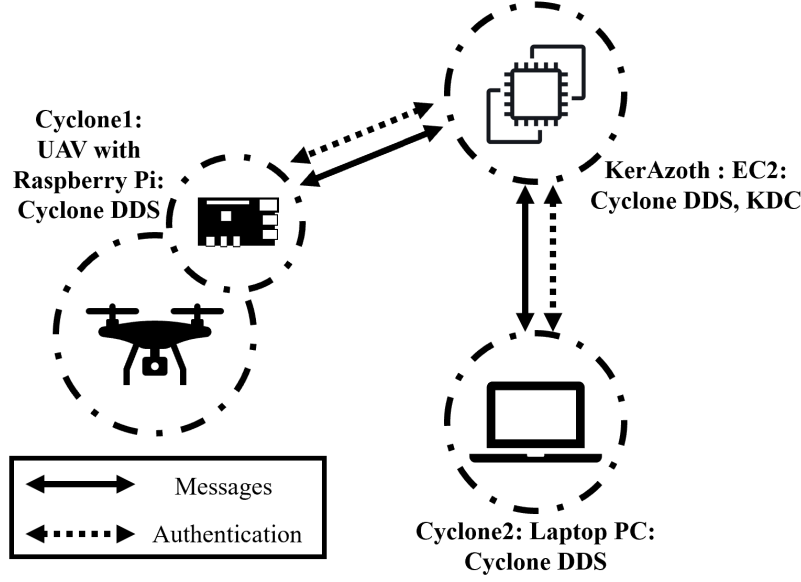 Cyclone1:
UAV with
Raspberry Pi:
Cyclone DDS
KerAzoth : EC2:
Cyclone DDS, KDC
Messages
Authentication
Cyclone2: Laptop PC:
Cyclone DDS